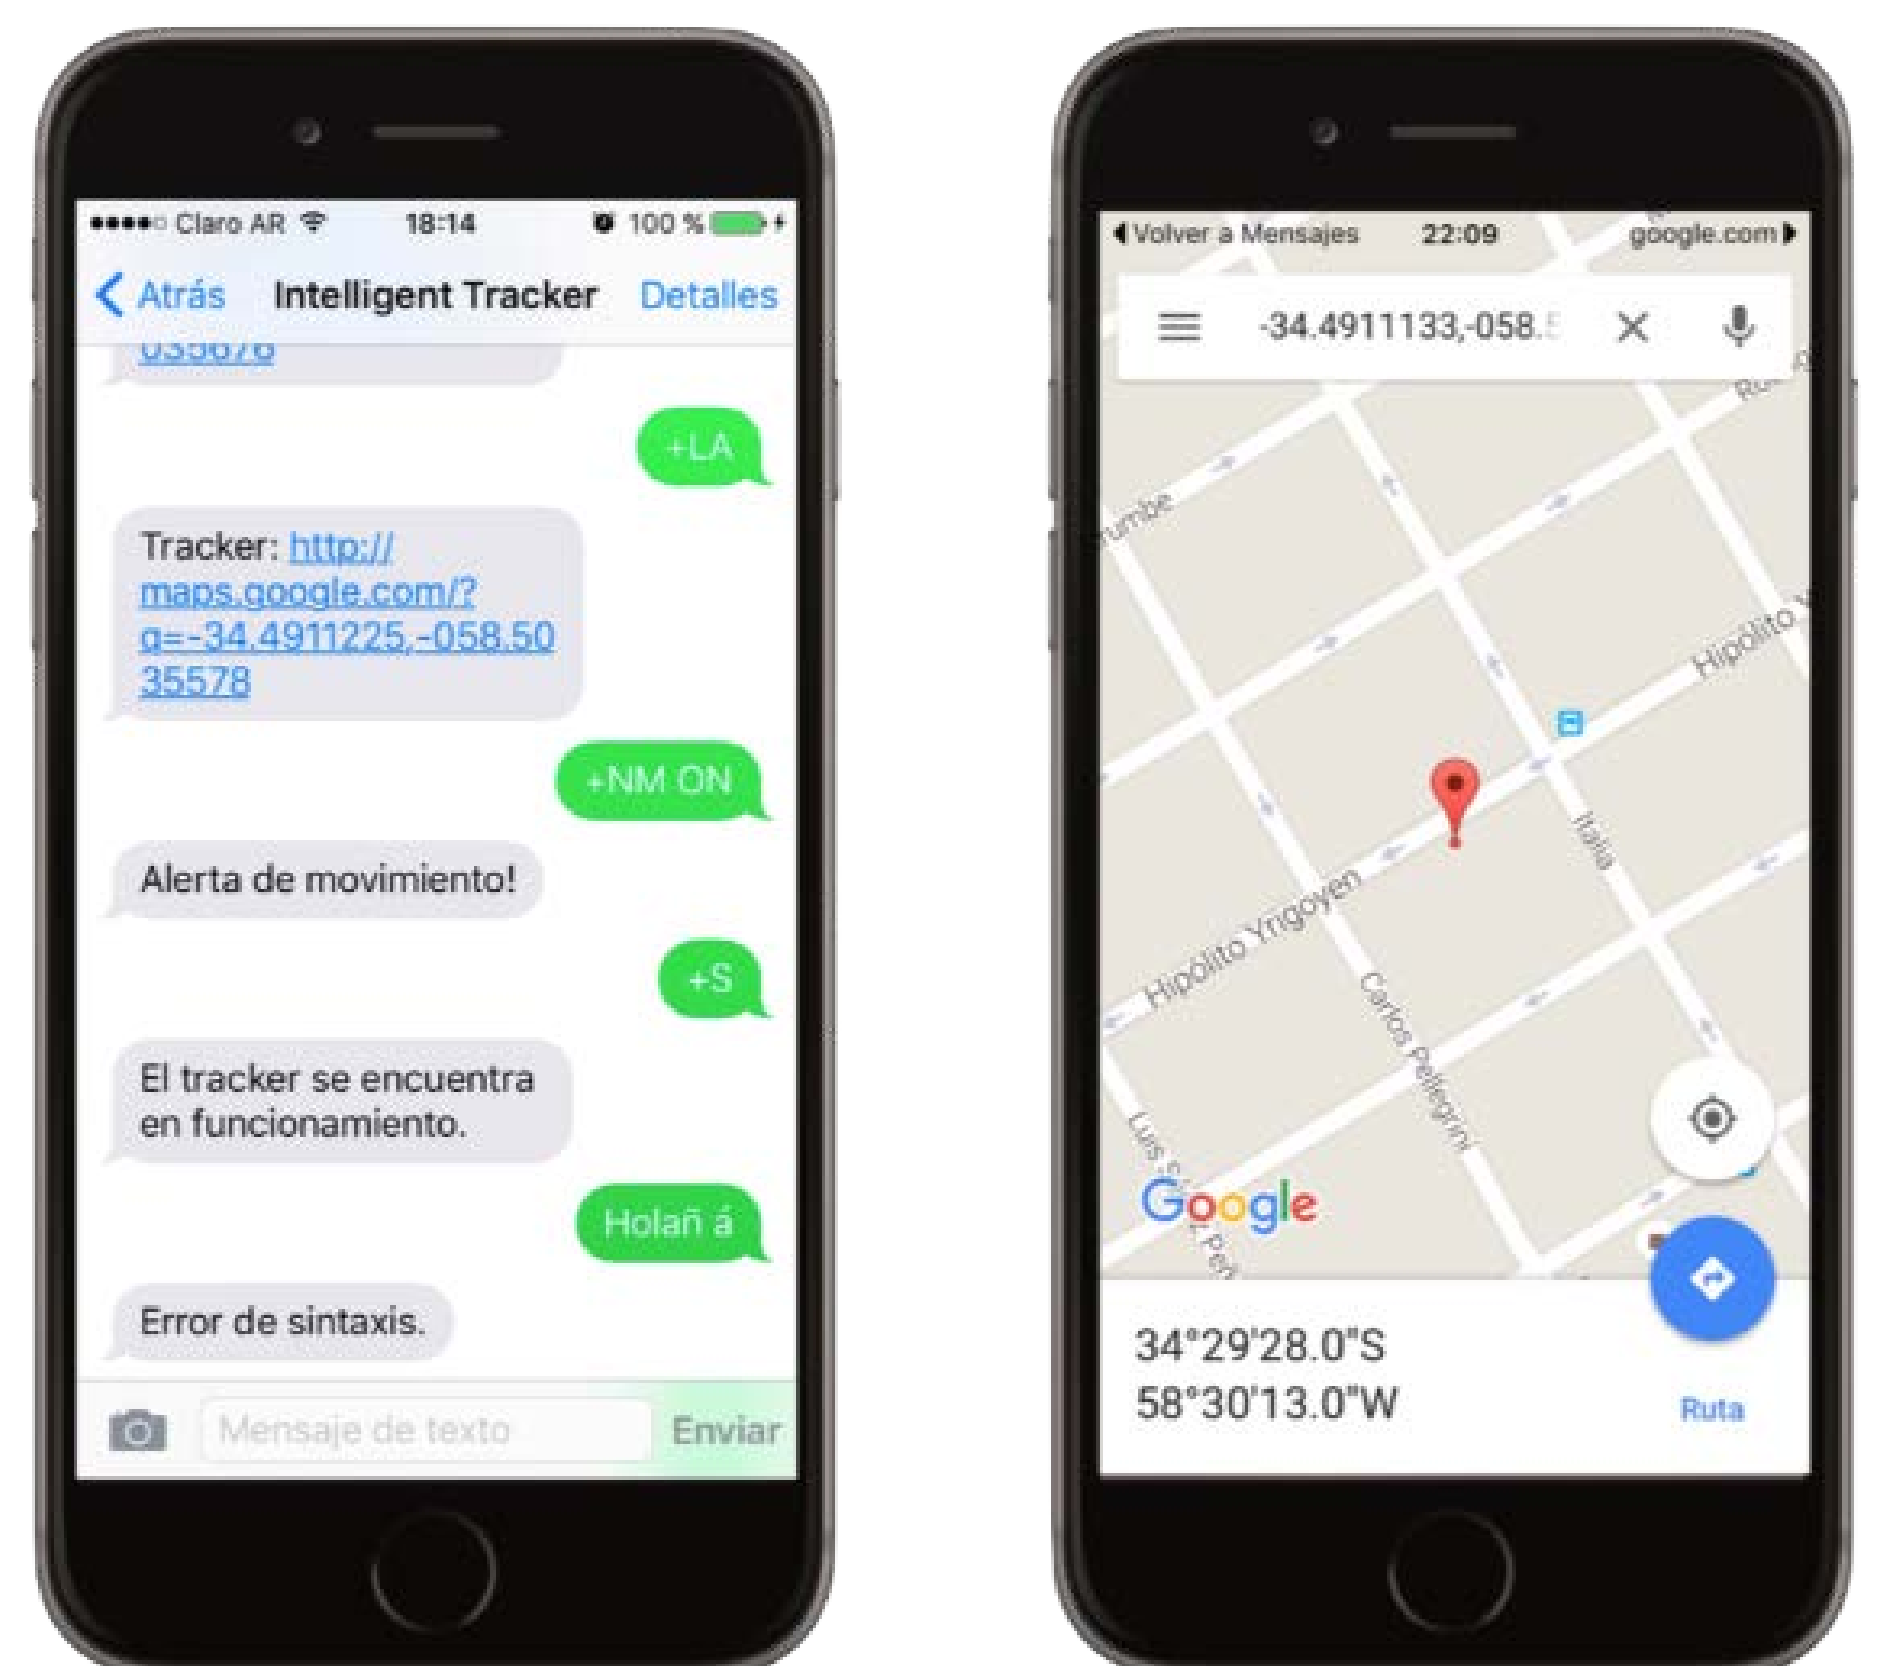 Claro AR 18:14 100 %
Atrás Intelligent Tracker Detalles
035676
+LA
Tracker: http://
maps.google.com/?
q=-34.4911225,-058.50
35578
+NM ON
Alerta de movimiento!
+S
El tracker se encuentra
en funcionamiento.
Holañ á
Error de sintaxis.
Mensaje de texto Enviar
Volver a Mensajes 22:09 google.com
-34.4911133,-058.5
rumbe
Hipólito Y
Italia
Hipólito Yrigoyen
Carlos Pellegrini
Luis
Google
34°29'28.0"S
58°30'13.0"W
Ruta